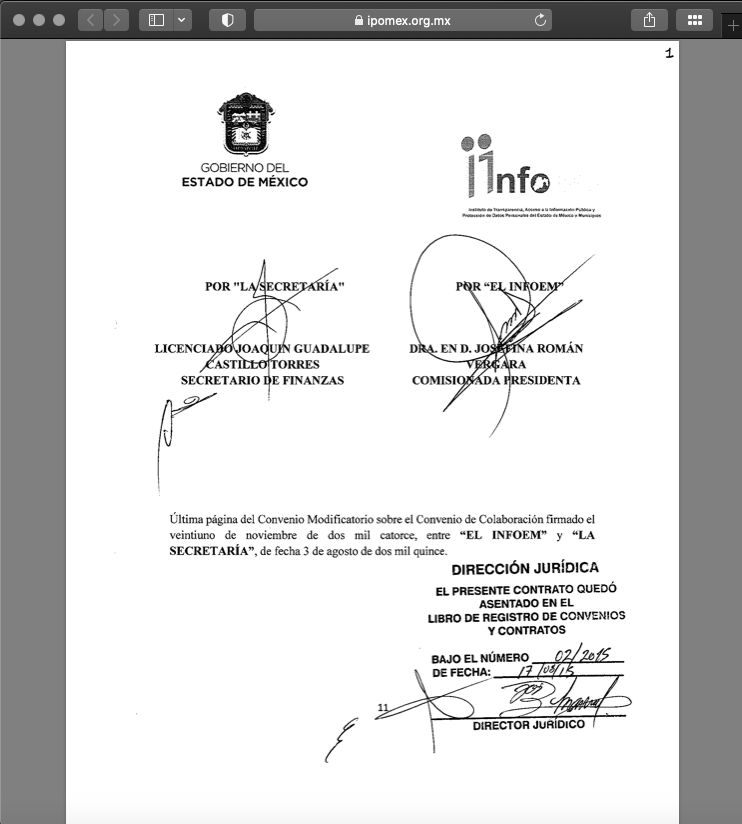 ipomex.org.mx
1
GOBIERNO DEL
ESTADO DE MÉXICO
infо
Instituto de Transparencia, Acceso a la Información Pública y
Protección de Datos Personales del Estado de México y Municipios
POR "LA SECRETARÍA"
LICENCIADO JOAQUIN GUADALUPE
CASTILLO TORRES
SECRETARIO DE FINANZAS
POR “EL INFOEM”
DRA. EN D. JOSEFINA ROMÁN
VERGARA
COMISIONADA PRESIDENTA
Última página del Convenio Modificatorio sobre el Convenio de Colaboración firmado el
veintiuno de noviembre de dos mil catorce, entre “EL INFOEM” y “LA
SECRETARÍA”, de fecha 3 de agosto de dos mil quince.
DIRECCIÓN JURÍDICA
EL PRESENTE CONTRATO QUEDÓ
ASENTADO EN EL
LIBRO DE REGISTRO DE CONVENIOS
Y CONTRATOS
BAJO EL NÚMERO 02/2015
DE FECHA: 17/08/15
11
DIRECTOR JURÍDICO